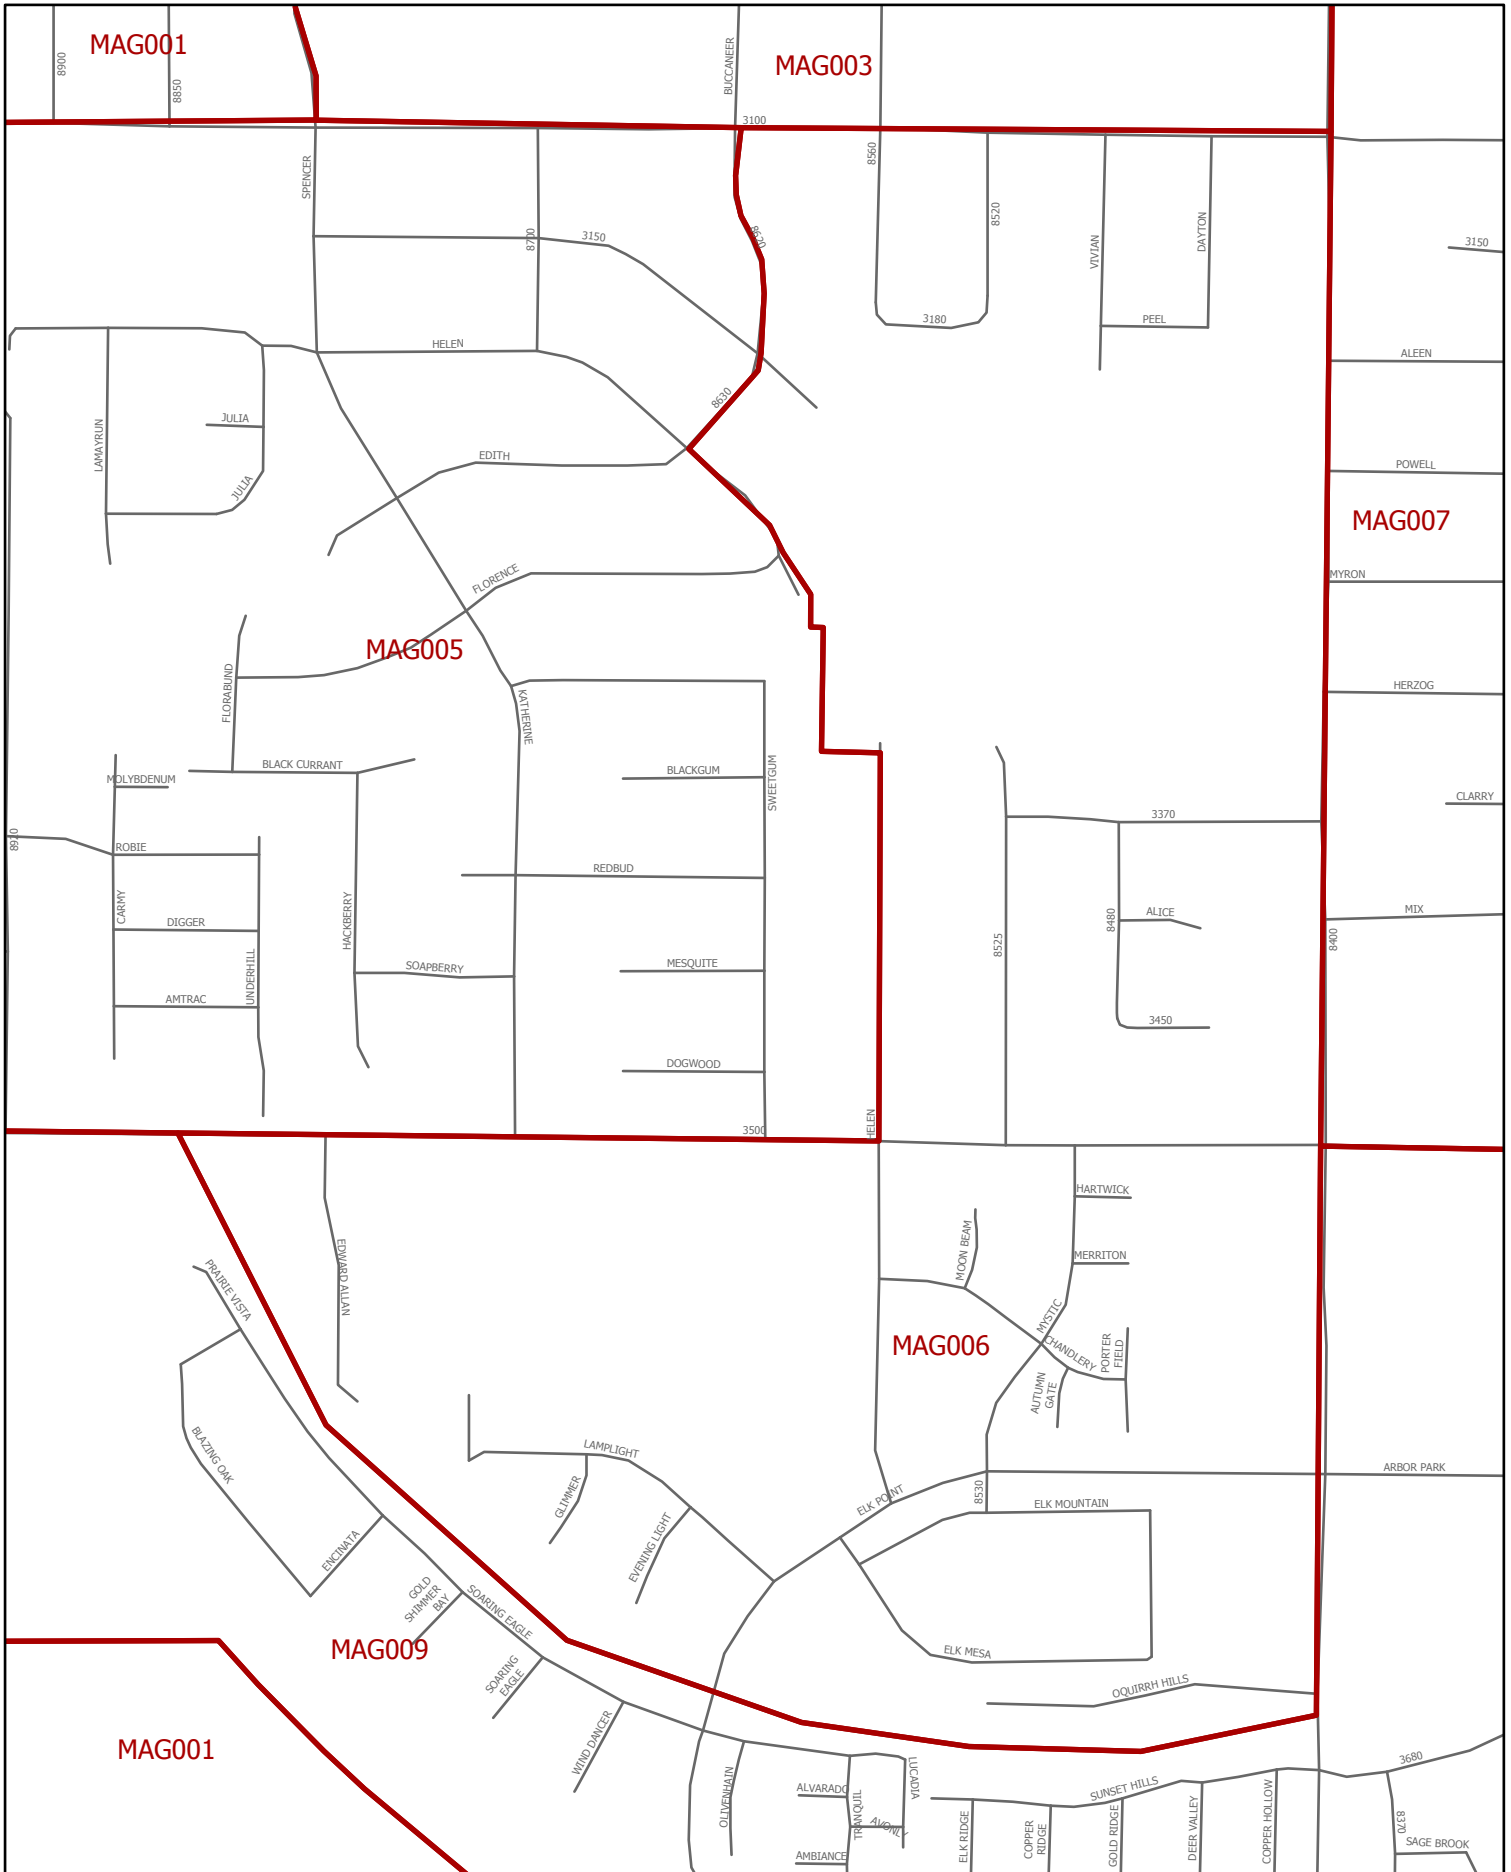 MAG001
MAG003
8900
8850
BUCCANEER
3100
8560
SPENCER
8700
3150
8620
8520
VIVIAN
DAYTON
3150
3180
PEEL
HELEN
ALEEN
8630
JULIA
LAMAYRUN
JULIA
EDITH
POWELL
MAG007
FLORENCE
MYRON
MAG005
FLORABUND
KATHERINE
HERZOG
MOLYBDENUM
BLACK CURRANT
BLACKGUM
SWEETGUM
CLARRY
8920
ROBIE
3370
REDBUD
CARMY
DIGGER
HACKBERRY
8480
ALICE
MIX
8525
8400
UNDERHILL
SOAPBERRY
MESQUITE
AMTRAC
3450
DOGWOOD
3500
HELEN
HARTWICK
MOON BEAM
MERRITON
EDWARD ALLAN
PRAIRIE VISTA
MYSTIC
MAG006
CHANDLERY
PORTER
FIELD
AUTUMN
GATE
BLAZING OAK
LAMPLIGHT
ARBOR PARK
GLIMMER
ELK POINT
8530
ELK MOUNTAIN
EVENING LIGHT
ENCINATA
GOLD
SHIMMER
BAY
SOARING EAGLE
MAG009
ELK MESA
SOARING
EAGLE
OQUIRRH HILLS
MAG001
WIND DANCER
LUCADIA
3680
OLIVENHAIN
ALVARADO
TRANQUIL
SUNSET HILLS
AVONLY
ELK RIDGE
COPPER
RIDGE
GOLD RIDGE
DEER VALLEY
COPPER HOLLOW
8370
SAGE BROOK
AMBIANCE